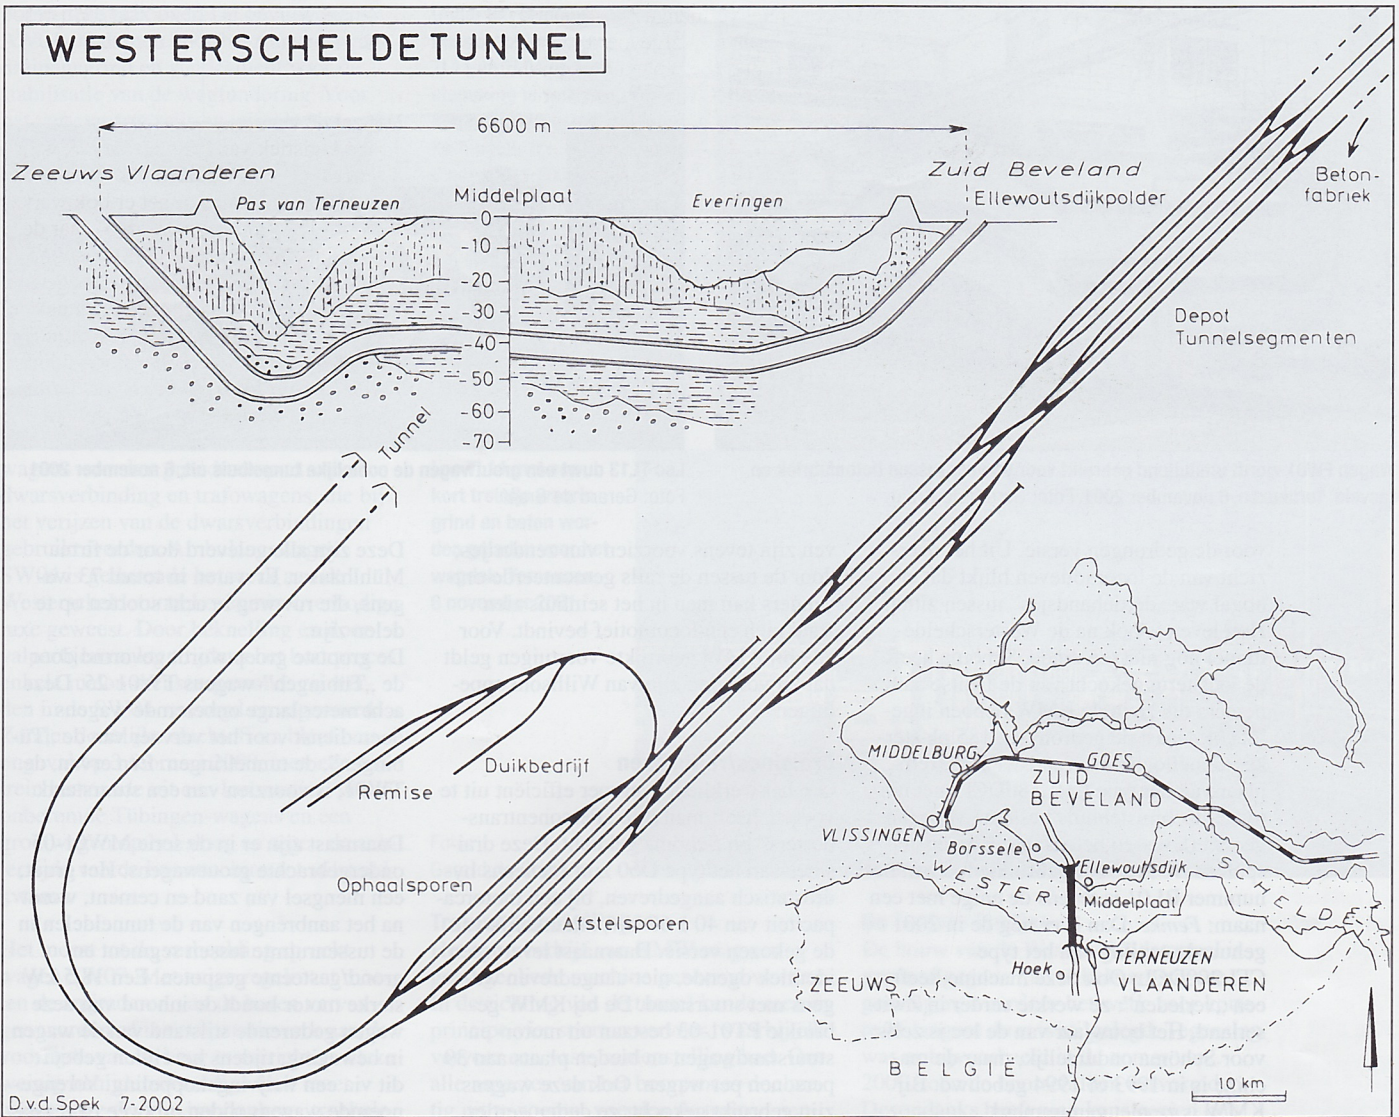 WESTERSCHELDETUNNEL
6600 m
Zeeuws Vlaanderen
Zuid Beveland
Pas van Terneuzen
Middelplaat
Everingen
Ellewoutsdijkpolder
0
-10
-20
-30
-40
-50
-60
-70
Beton-
fabriek
Depot
Tunnelsegmenten
Tunnel
Duikbedrijf
Remise
Ophaalsporen
Afstelsporen
MIDDELBURG
GOES
ZUID
BEVELAND
VLISSINGEN
Borssele
Ellewoutsdijk
WESTER SCHELDE
Middelplaat
TERNEUZEN
Hoek
ZEEUWS VLAANDEREN
BELGIE
10 km
D.v.d.Spek 7-2002